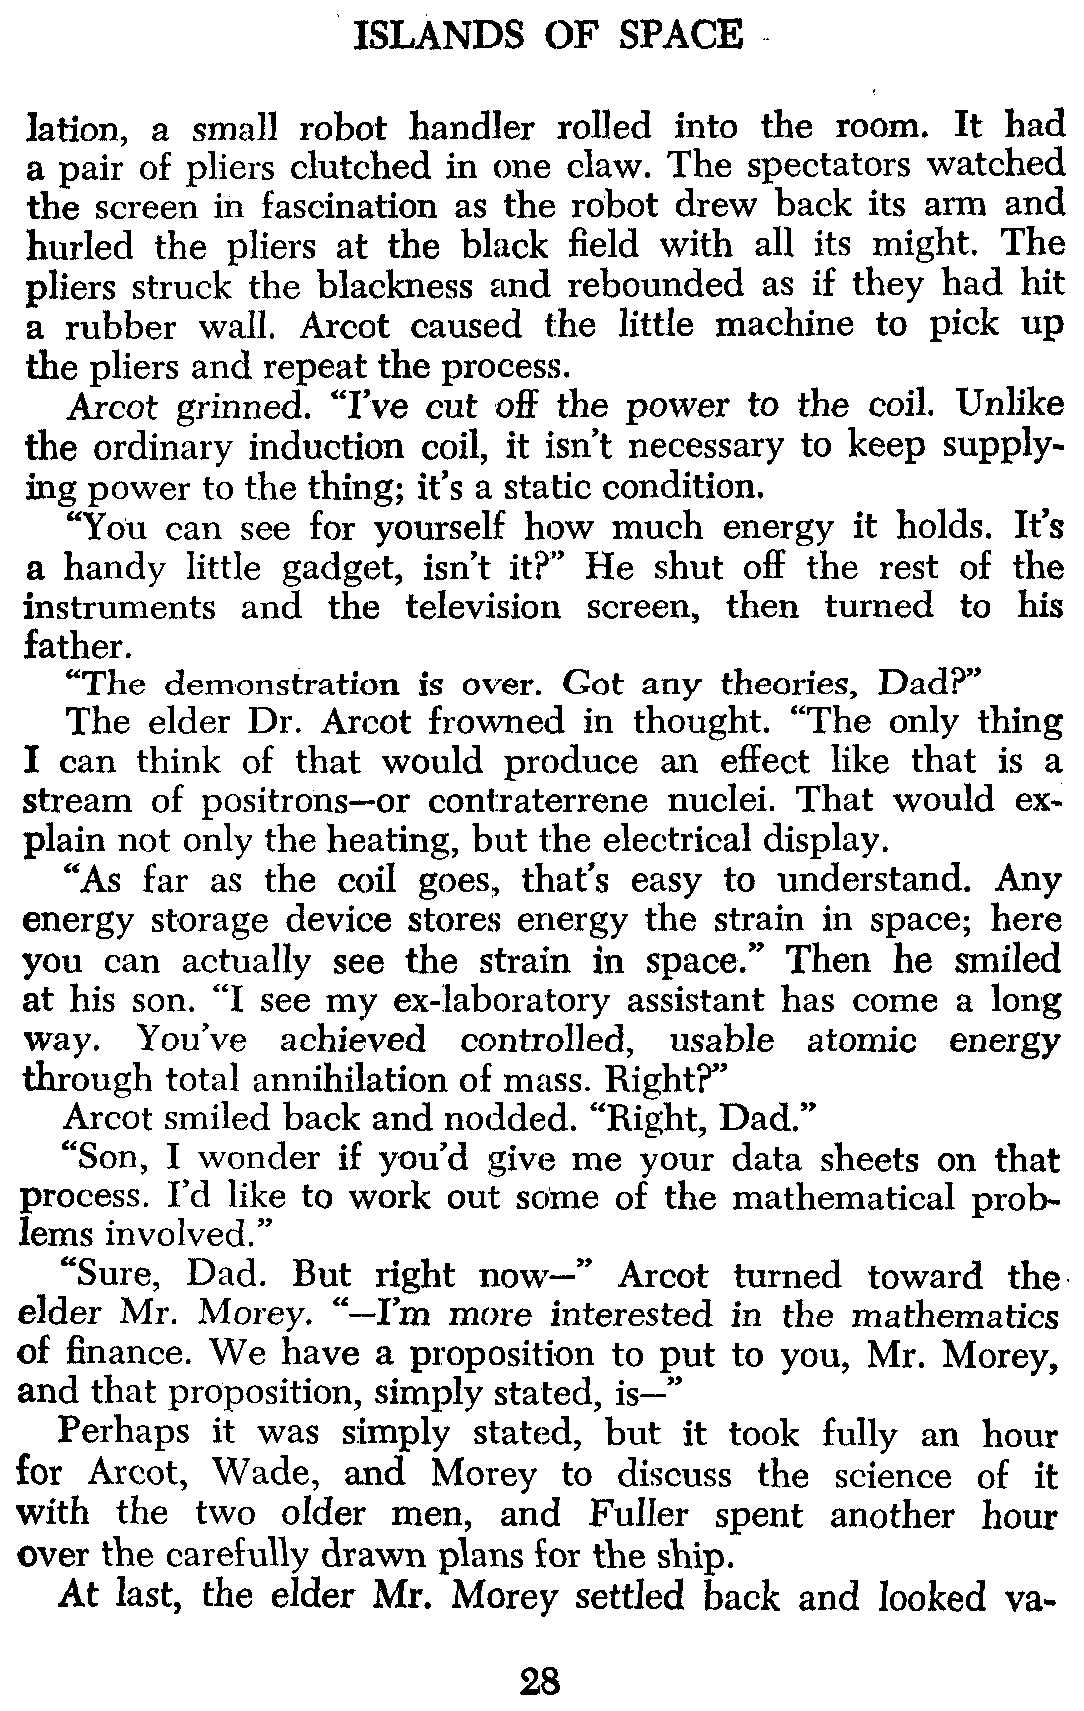 ISLANDS OF SPACE
lation, a small robot handler rolled into the room. It had
a pair of pliers clutched in one claw. The spectators watched
the screen in fascination as the robot drew back its arm and
hurled the pliers at the black field with all its might. The
pliers struck the blackness and rebounded as if they had hit
a rubber wall. Arcot caused the little machine to pick up
the pliers and repeat the process.
Arcot grinned. “I’ve cut off the power to the coil. Unlike
the ordinary induction coil, it isn’t necessary to keep supply-
ing power to the thing; it’s a static condition.
“You can see for yourself how much energy it holds. It’s
a handy little gadget, isn’t it?” He shut off the rest of the
instruments and the television screen, then turned to his
father.
“The demonstration is over. Got any theories, Dad?”
The elder Dr. Arcot frowned in thought. “The only thing
I can think of that would produce an effect like that is a
stream of positrons—or contraterrene nuclei. That would ex-
plain not only the heating, but the electrical display.
“As far as the coil goes, that’s easy to understand. Any
energy storage device stores energy the strain in space; here
you can actually see the strain in space.” Then he smiled
at his son. “I see my ex-laboratory assistant has come a long
way. You’ve achieved controlled, usable atomic energy
through total annihilation of mass. Right?”
Arcot smiled back and nodded. “Right, Dad.”
“Son, I wonder if you’d give me your data sheets on that
process. I’d like to work out some of the mathematical prob-
lems involved.”
“Sure, Dad. But right now—” Arcot turned toward the
elder Mr. Morey. “—I’m more interested in the mathematics
of finance. We have a proposition to put to you, Mr. Morey,
and that proposition, simply stated, is—”
Perhaps it was simply stated, but it took fully an hour
for Arcot, Wade, and Morey to discuss the science of it
with the two older men, and Fuller spent another hour
over the carefully drawn plans for the ship.
At last, the elder Mr. Morey settled back and looked va-
28